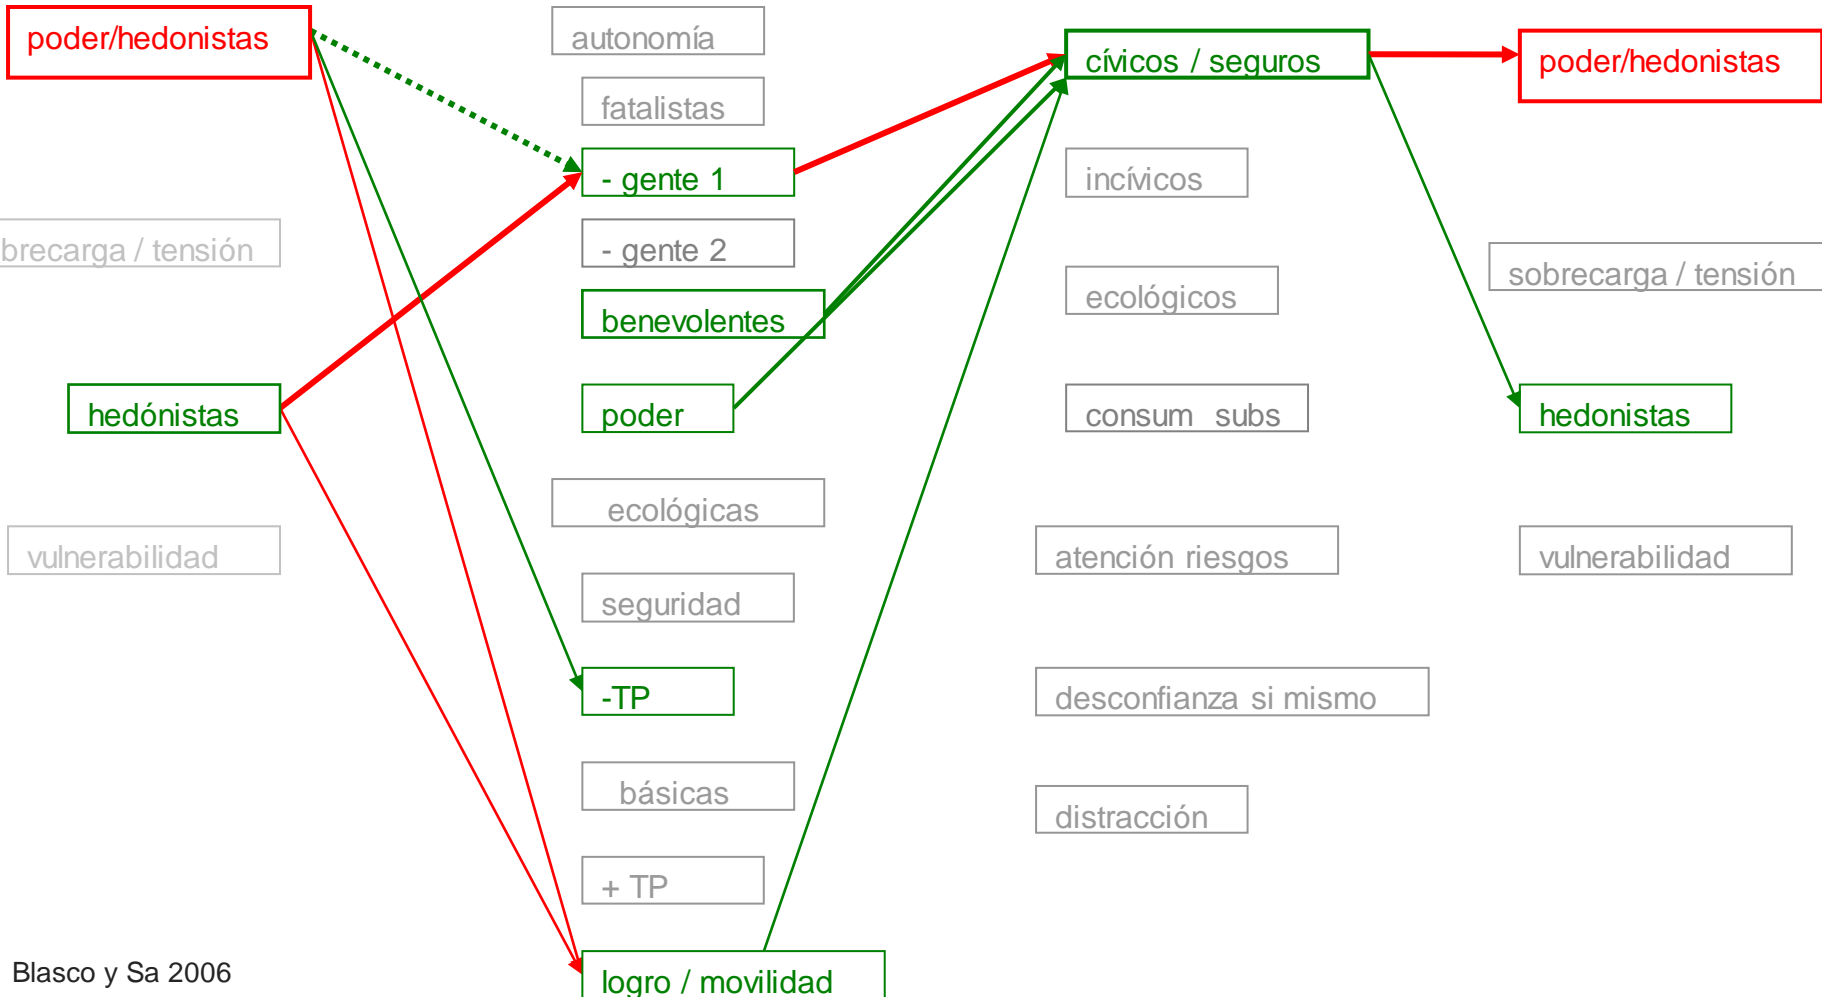 poder/hedonistas
brecarga / tensión
hedónistas
vulnerabilidad
autonomía
fatalistas
- gente 1
- gente 2
benevolentes
poder
ecológicas
seguridad
-TP
básicas
+ TP
logro / movilidad
cívicos / seguros
incívicos
ecológicos
consum subs
atención riesgos
desconfianza si mismo
distracción
poder/hedonistas
sobrecarga / tensión
hedonistas
vulnerabilidad
Blasco y Sa 2006